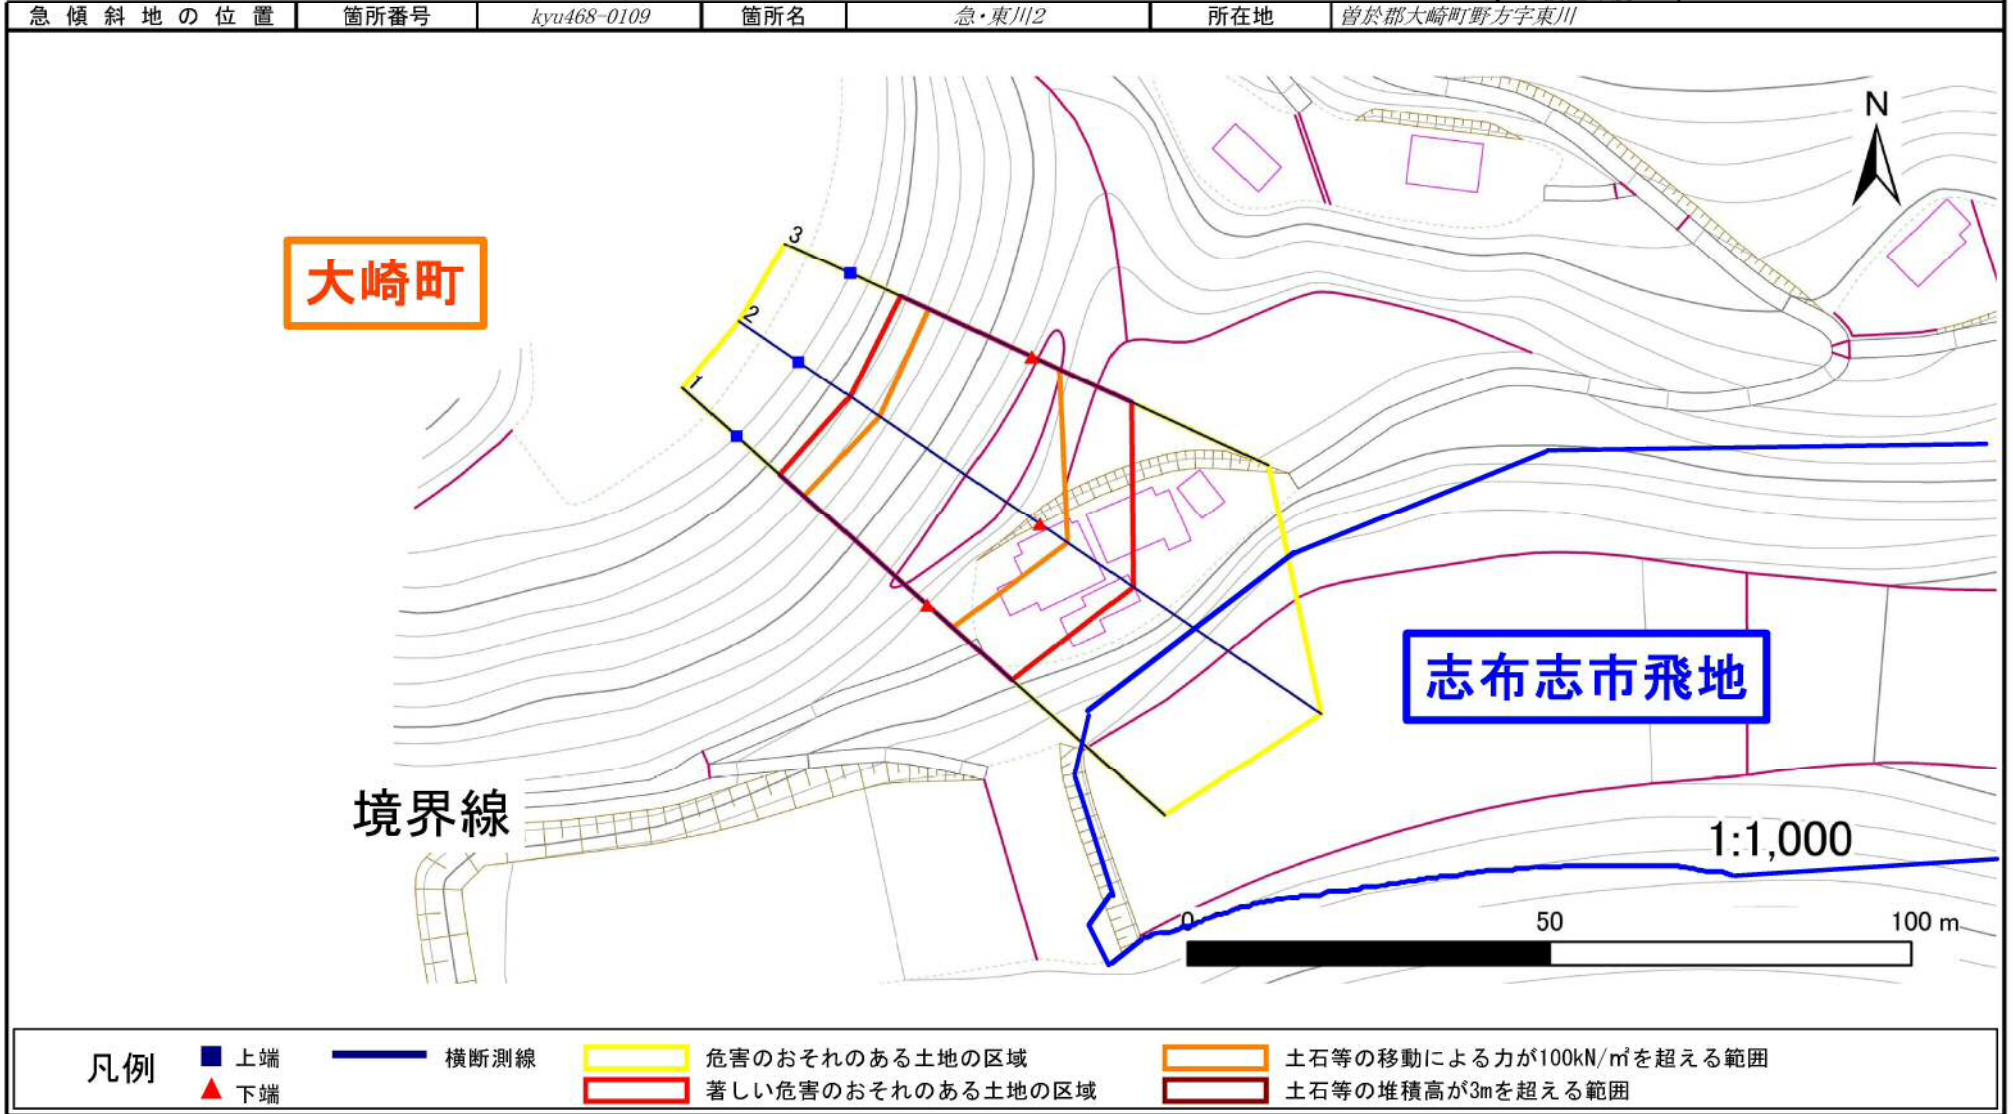 急傾斜地の位置 箇所番号 kyu468-0109 箇所名 急・東川2 所在地 曽於郡大崎町野方字東川
N
3
大崎町
2
1
志布志市飛地
境界線
1:1,000
0 50 100 m
凡例 上端 横断測線 危害のおそれのある土地の区域 土石等の移動による力が100kN/㎡を超える範囲
下端 著しい危害のおそれのある土地の区域 土石等の堆積高が3mを超える範囲